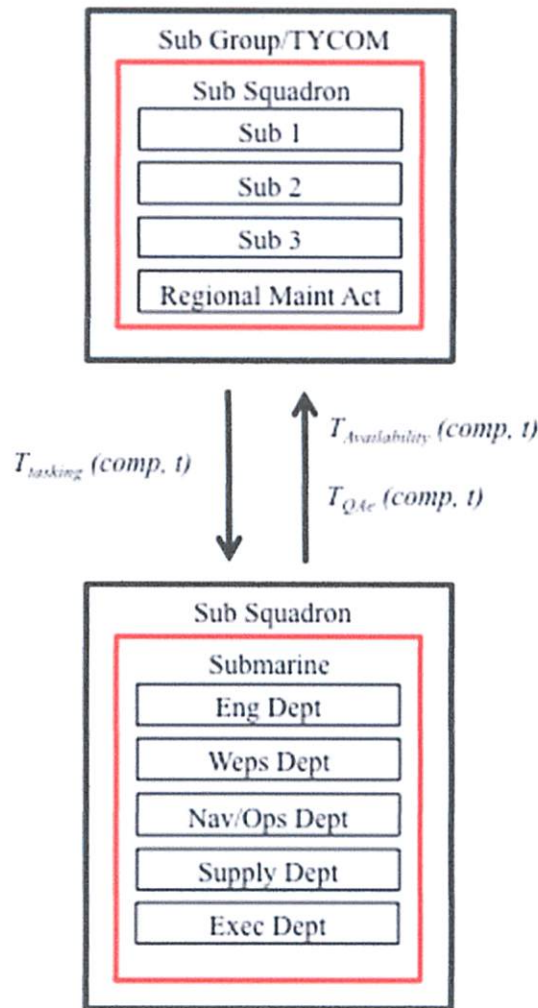 Sub Group/TYCOM
Sub Squadron
Sub 1
Sub 2
Sub 3
Regional Maint Act
T_tasking (comp, t)
T_Availability (comp, t)
T_QAe (comp, t)
Sub Squadron
Submarine
Eng Dept
Weps Dept
Nav/Ops Dept
Supply Dept
Exec Dept